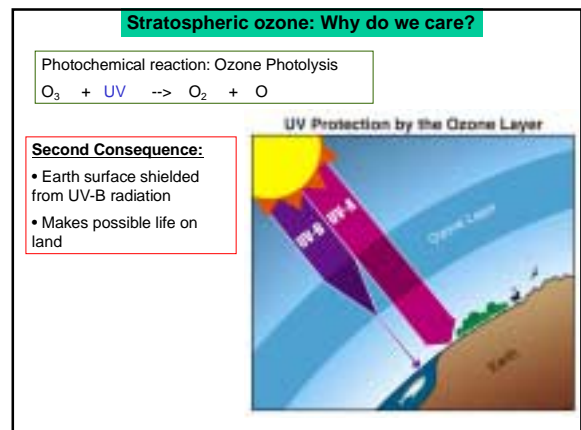 Stratospheric ozone: Why do we care?
Photochemical reaction: Ozone Photolysis
O₃ + UV --> O₂ + O
Second Consequence:
• Earth surface shielded
from UV-B radiation
• Makes possible life on
land
UV Protection by the Ozone Layer
UV-B
UV-A
Ozone Layer
Earth